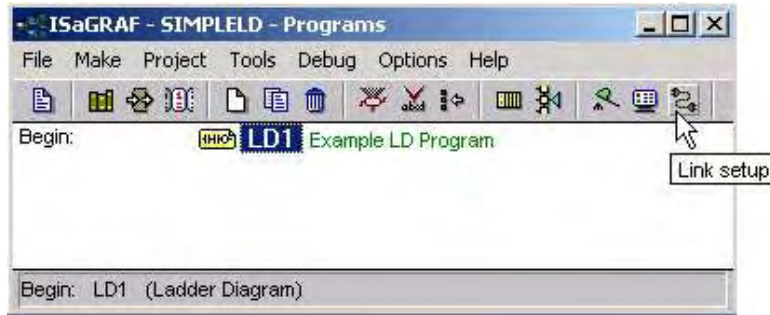 ISaGRAF - SIMPLELD - Programs
File Make Project Tools Debug Options Help
Begin: LD1 Example LD Program
Link setup
Begin: LD1 (Ladder Diagram)